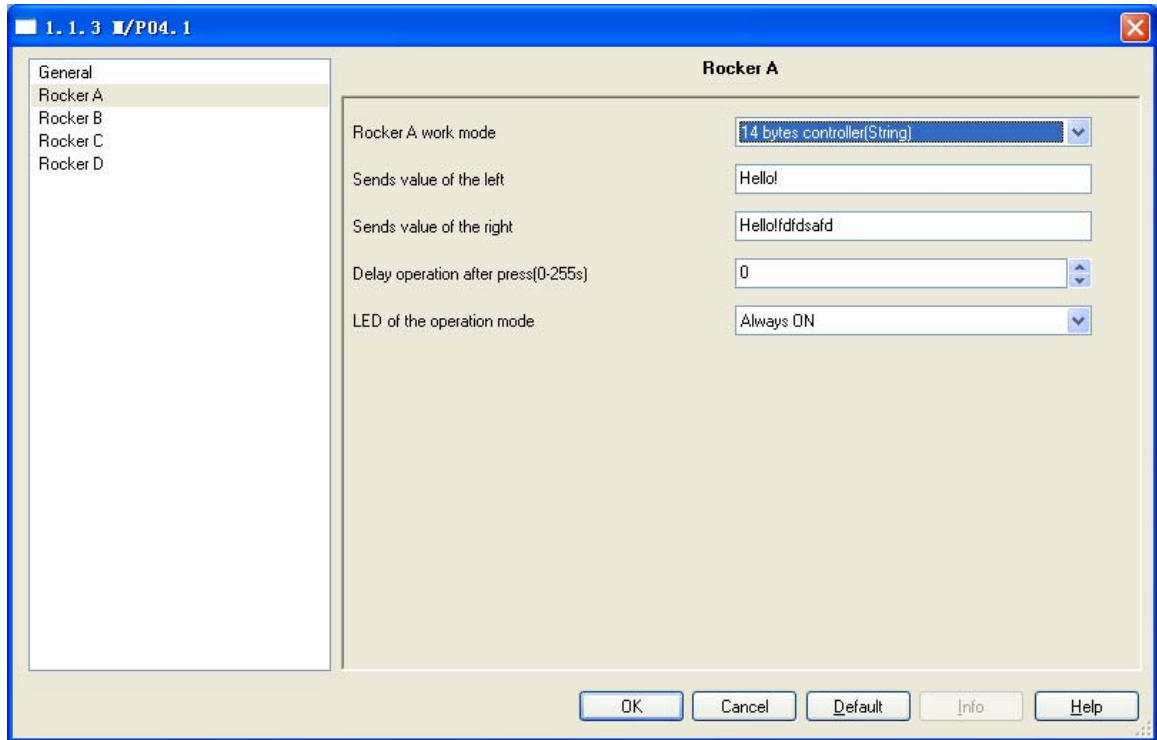 1.1.3 M/P04.1
General
Rocker A
Rocker B
Rocker C
Rocker D
Rocker A
Rocker A work mode
14 bytes controller(String)
Sends value of the left
Hello!
Sends value of the right
Hello!fdfdsafd
Delay operation after press(0-255s)
0
LED of the operation mode
Always ON
OK
Cancel
Default
Info
Help